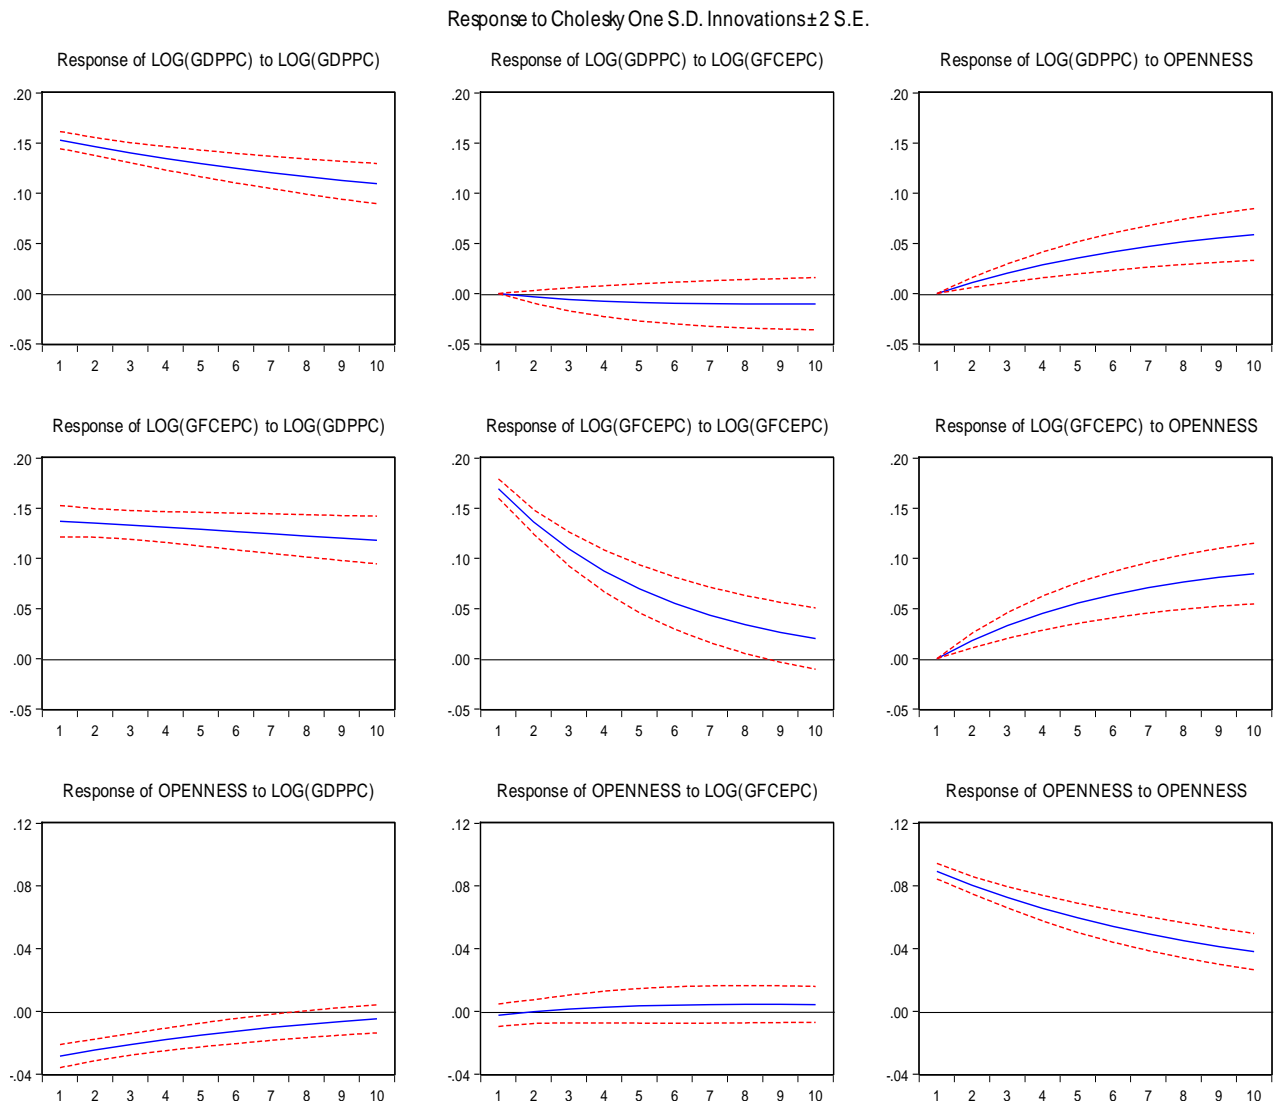 Response to Cholesky One S.D. Innovations ± 2 S.E.
Response of LOG(GDPPC) to LOG(GDPPC)
.20
.15
.10
.05
.00
-.05
1 2 3 4 5 6 7 8 9 10
Response of LOG(GDPPC) to LOG(GFCEPC)
.20
.15
.10
.05
.00
-.05
1 2 3 4 5 6 7 8 9 10
Response of LOG(GDPPC) to OPENNESS
.20
.15
.10
.05
.00
-.05
1 2 3 4 5 6 7 8 9 10
Response of LOG(GFCEPC) to LOG(GDPPC)
.20
.15
.10
.05
.00
-.05
1 2 3 4 5 6 7 8 9 10
Response of LOG(GFCEPC) to LOG(GFCEPC)
.20
.15
.10
.05
.00
-.05
1 2 3 4 5 6 7 8 9 10
Response of LOG(GFCEPC) to OPENNESS
.20
.15
.10
.05
.00
-.05
1 2 3 4 5 6 7 8 9 10
Response of OPENNESS to LOG(GDPPC)
.12
.08
.04
.00
-.04
1 2 3 4 5 6 7 8 9 10
Response of OPENNESS to LOG(GFCEPC)
.12
.08
.04
.00
-.04
1 2 3 4 5 6 7 8 9 10
Response of OPENNESS to OPENNESS
.12
.08
.04
.00
-.04
1 2 3 4 5 6 7 8 9 10